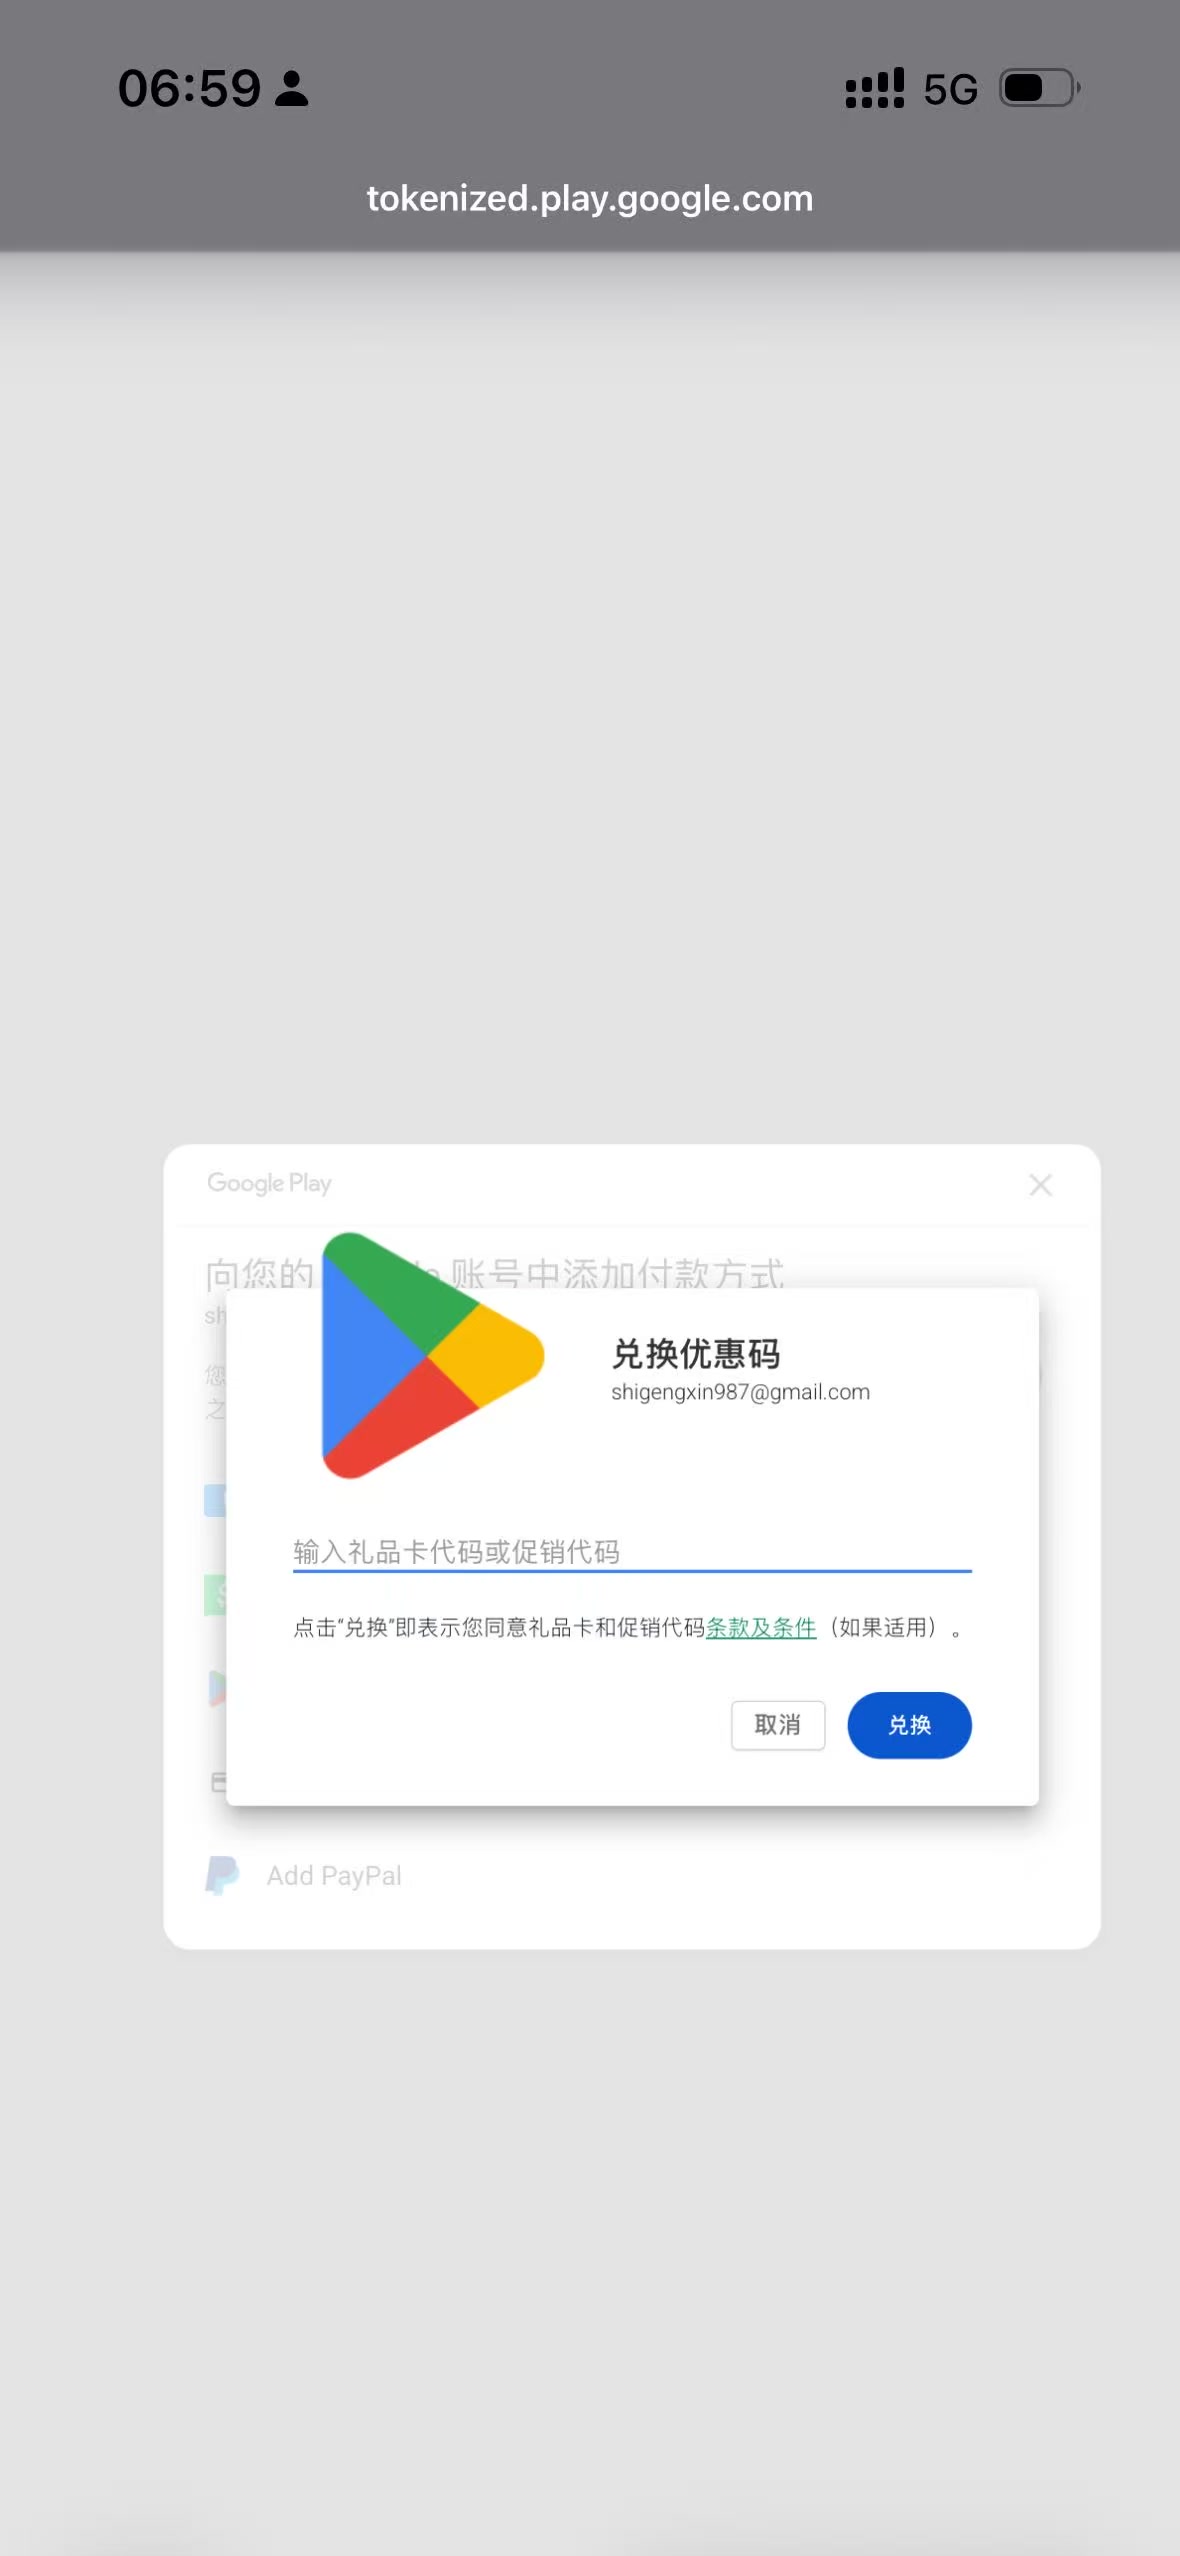 06:59
5G
tokenized.play.google.com
Google Play
向您的 账号中添加付款方式
sh
您
之
兑换优惠码
shigengxin987@gmail.com
输入礼品卡代码或促销代码
点击“兑换”即表示您同意礼品卡和促销代码条款及条件（如果适用）。
取消
兑换
Add PayPal